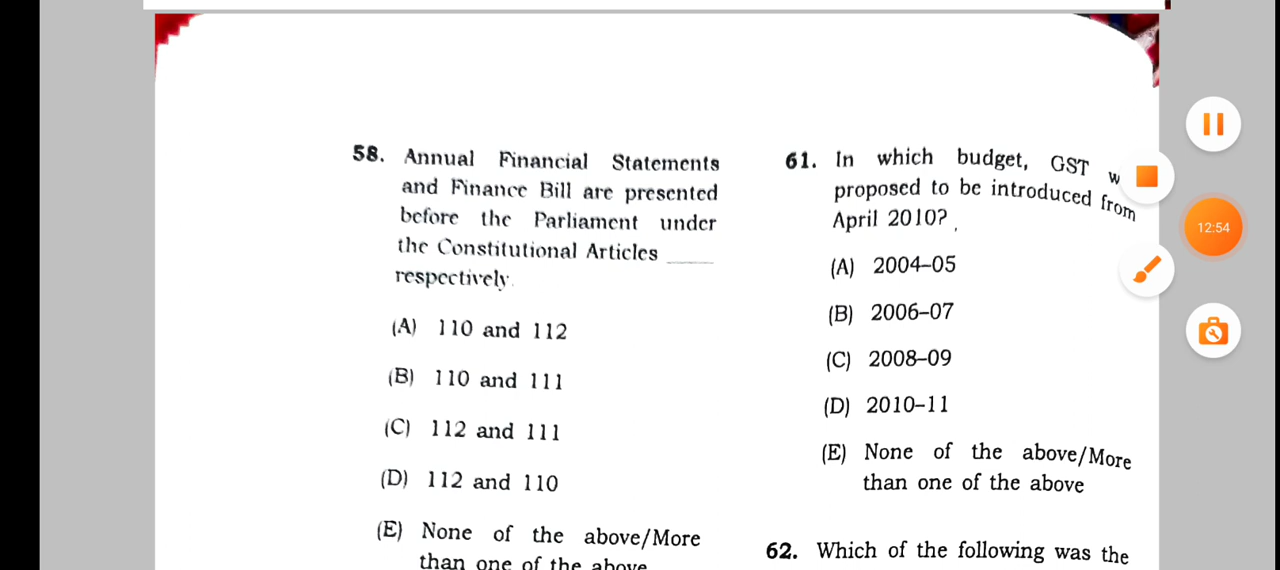 58. Annual Financial Statements
and Finance Bill are presented
before the Parliament under
the Constitutional Articles ____
respectively.
(A) 110 and 112
(B) 110 and 111
(C) 112 and 111
(D) 112 and 110
(E) None of the above/More
than one of the above
61. In which budget, GST w
proposed to be introduced from
April 2010?
(A) 2004–05
(B) 2006–07
(C) 2008–09
(D) 2010–11
(E) None of the above/More
than one of the above
62. Which of the following was the
12:54